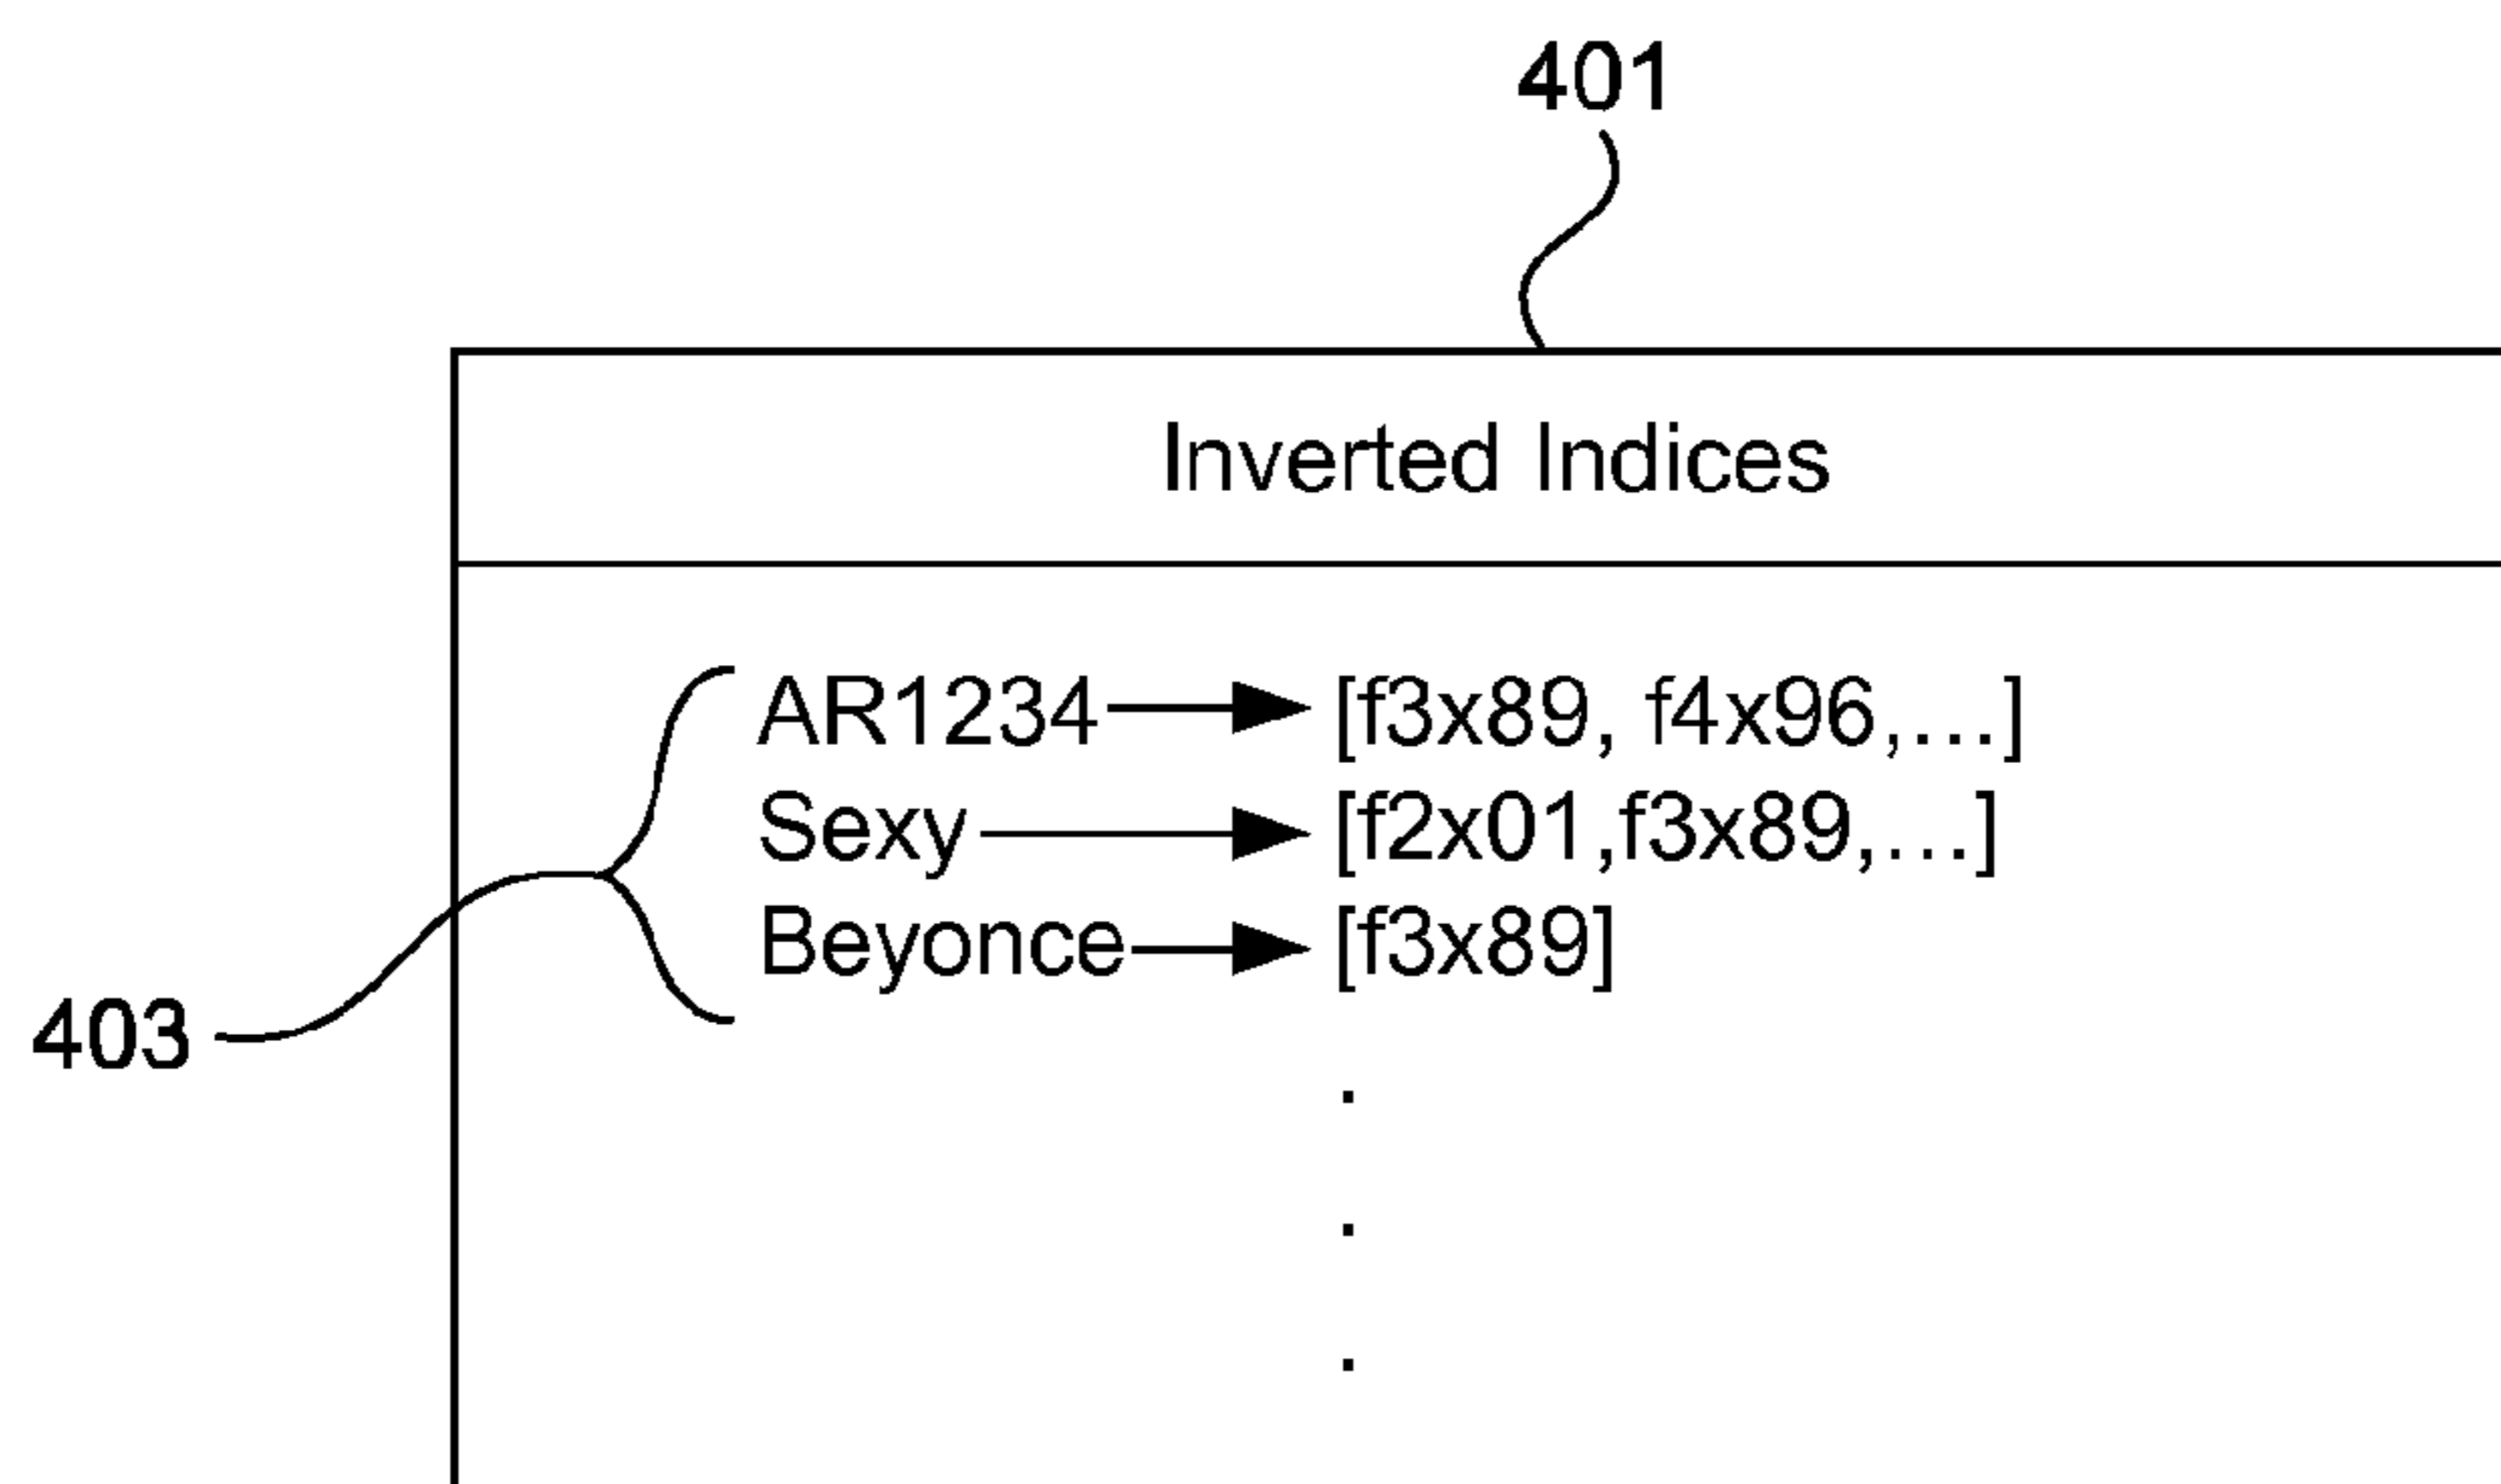 401
Inverted Indices
AR1234 [f3x89, f4x96,...]
Sexy [f2x01,f3x89,...]
Beyonce [f3x89]
403
.
.
.